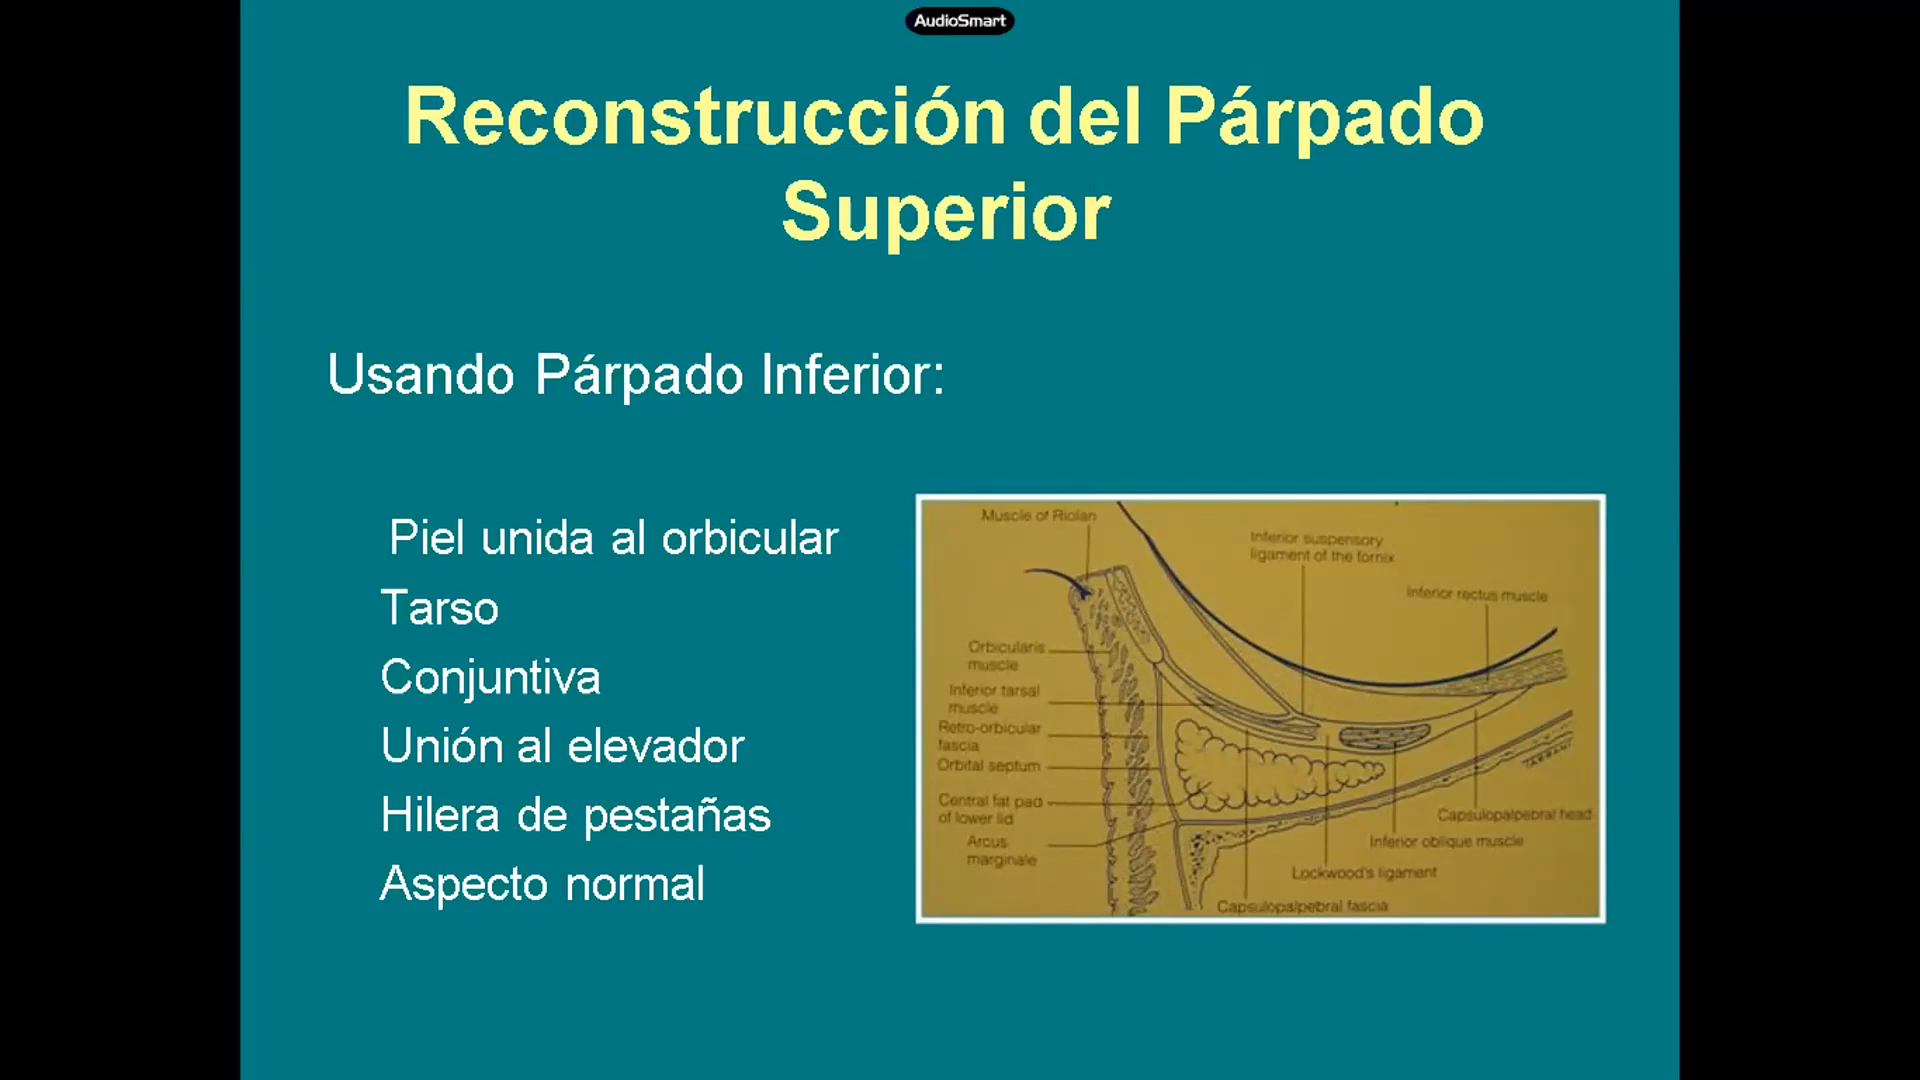 AudioSmart
Reconstrucción del Párpado
Superior
Usando Párpado Inferior:
Piel unida al orbicular
Tarso
Conjuntiva
Unión al elevador
Hilera de pestañas
Aspecto normal
Muscle of Riolan
Inferior suspensory
ligament of the fornix
Inferior rectus muscle
Orbicularis
muscle
Inferior tarsal
muscle
Retro-orbicular
fascia
Orbital septum
Central fat pad
of lower lid
Arcus
marginale
Capsulopalpebral head
Inferior oblique muscle
Lockwood's ligament
Capsulopalpebral fascia